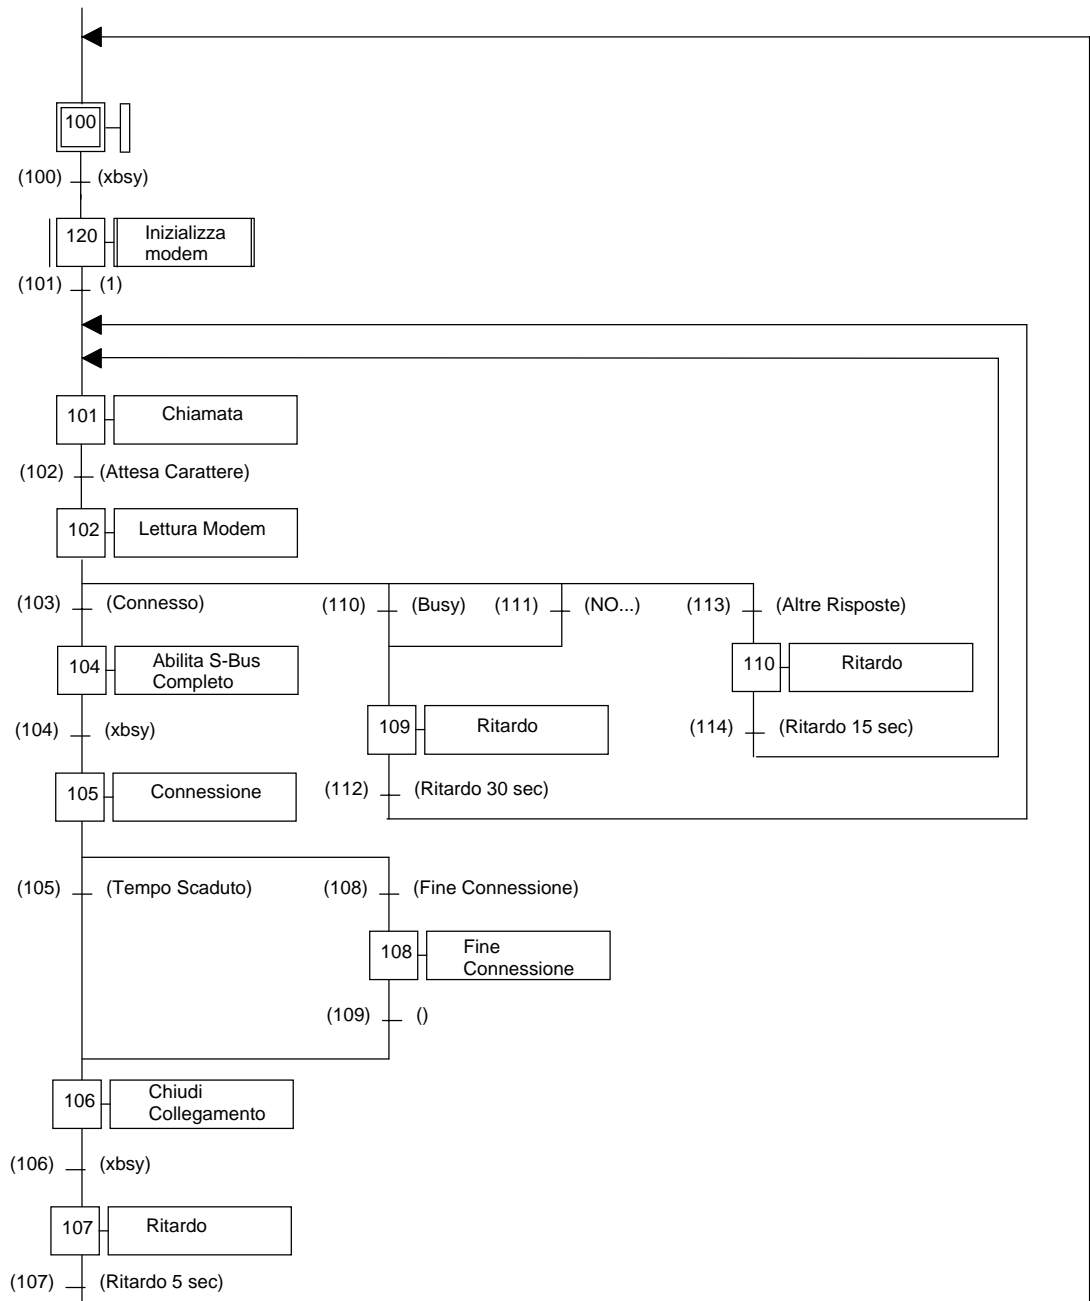 100
(100) (xbsy)
120 Inizializza
modem
(101) (1)
101 Chiamata
(102) (Attesa Carattere)
102 Lettura Modem
(103) (Connesso) (110) (Busy) (111) (NO...) (113) (Altre Risposte)
104 Abilita S-Bus
Completo
110 Ritardo
(104) (xbsy)
109 Ritardo
(114) (Ritardo 15 sec)
105 Connessione
(112) (Ritardo 30 sec)
(105) (Tempo Scaduto) (108) (Fine Connessione)
108 Fine
Connessione
(109) ()
106 Chiudi
Collegamento
(106) (xbsy)
107 Ritardo
(107) (Ritardo 5 sec)